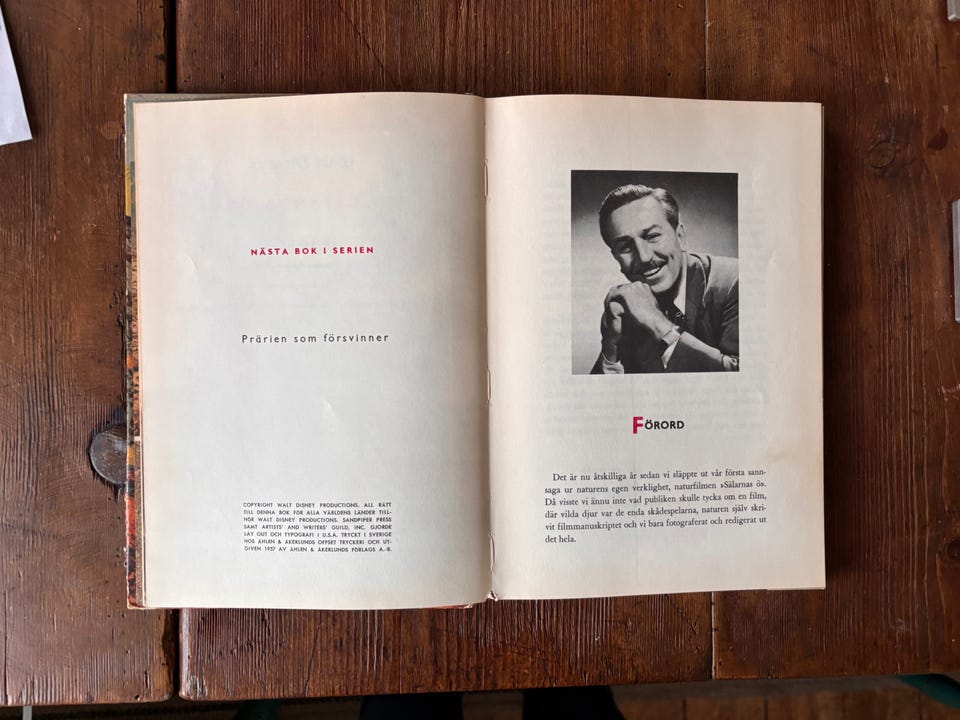 NÄSTA BOK I SERIEN
Prärien som försvinner
COPYRIGHT WALT DISNEY PRODUCTIONS. ALL RÄTT
TILL DENNA BOK FÖR ALLA VÄRLDENS LÄNDER TILL-
HÖR WALT DISNEY PRODUCTIONS. SANDPIPER PRESS
SAMT ARTISTS' AND WRITERS' GUILD, INC. GJORDE
LAY OUT OCH TYPOGRAFI I U.S.A. TRYCKT I SVERIGE
HOS ÅHLEN & ÅKERLUNDS OFFSET TRYCKERI OCH UT-
GIVEN 1957 AV ÅHLEN & ÅKERLUNDS FÖRLAGS A.-B.
FÖRORD
Det är nu åtskilliga år sedan vi släppte ut vår första sann-
saga ur naturens egen verklighet, naturfilmen »Sälarnas ö».
Då visste vi ännu inte vad publiken skulle tycka om en film,
där vilda djur var de enda skådespelarna, naturen själv skri-
vit filmmanuskriptet och vi bara fotograferat och redigerat ut
det hela.